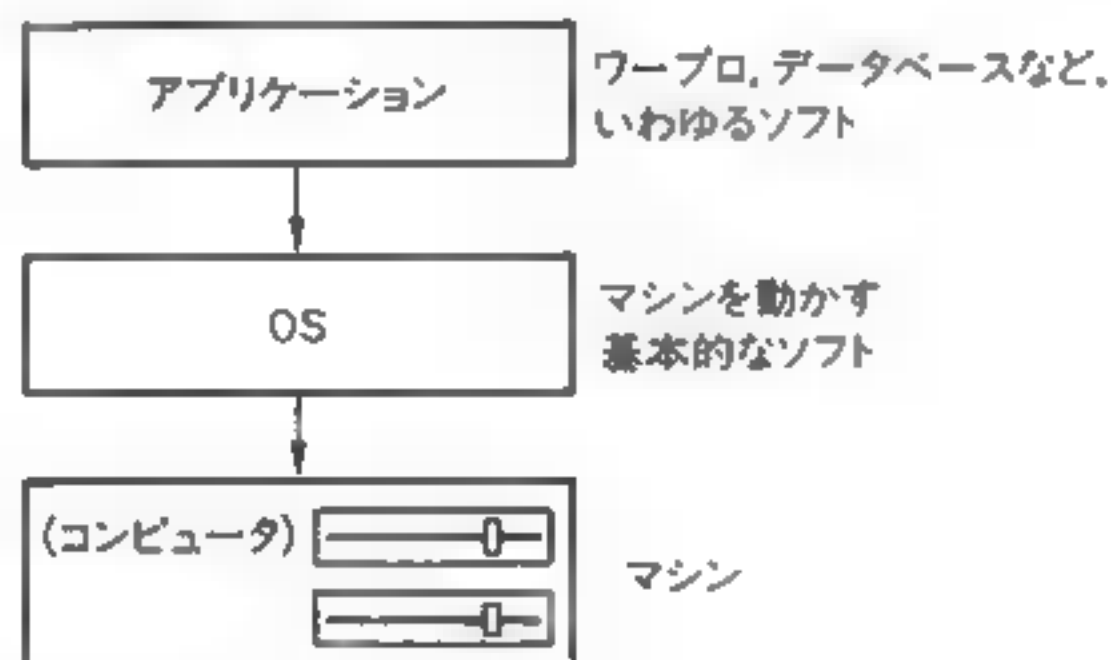 アプリケーション
ワープロ，データベースなど，
いわゆるソフト
OS
マシンを動かす
基本的なソフト
(コンピュータ)
マシン